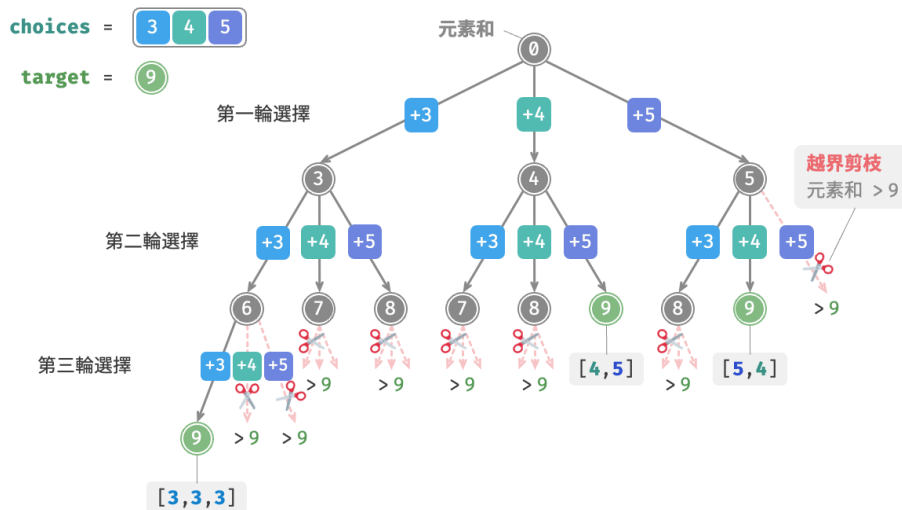 choices = 3 4 5
target = 9
元素和
0
第一輪選擇
+3 +4 +5
越界剪枝
元素和 > 9
3 4 5
第二輪選擇
+3 +4 +5 +3 +4 +5 +3 +4 +5
> 9
6 7 8 7 8 9 8 9
第三輪選擇
+3 +4 +5
> 9 > 9 > 9 > 9 [4,5] > 9 [5,4]
9 > 9 > 9
[3,3,3]